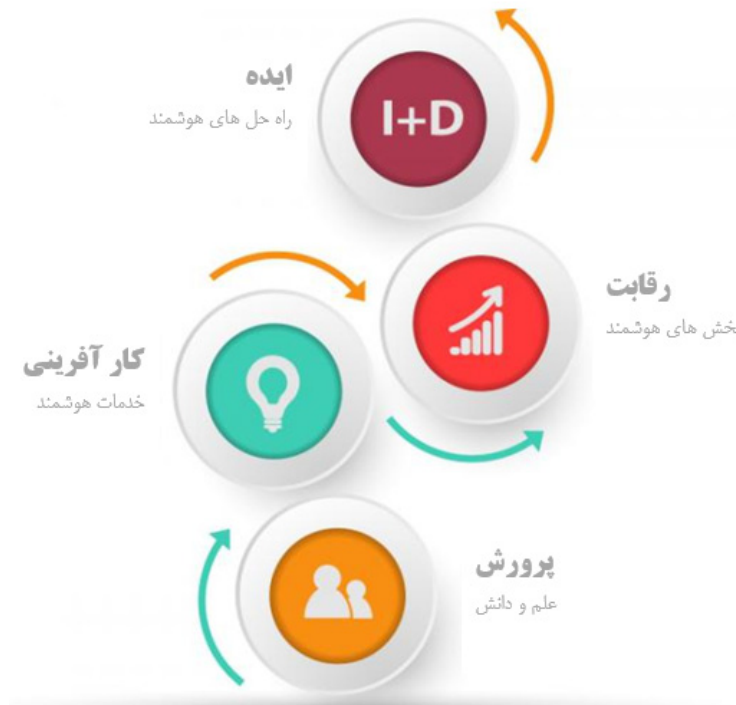 ایده
راه حل های هوشمند
I+D
رقابت
های هوشمند
کار آفرینی
خدمات هوشمند
پرورش
علم و دانش